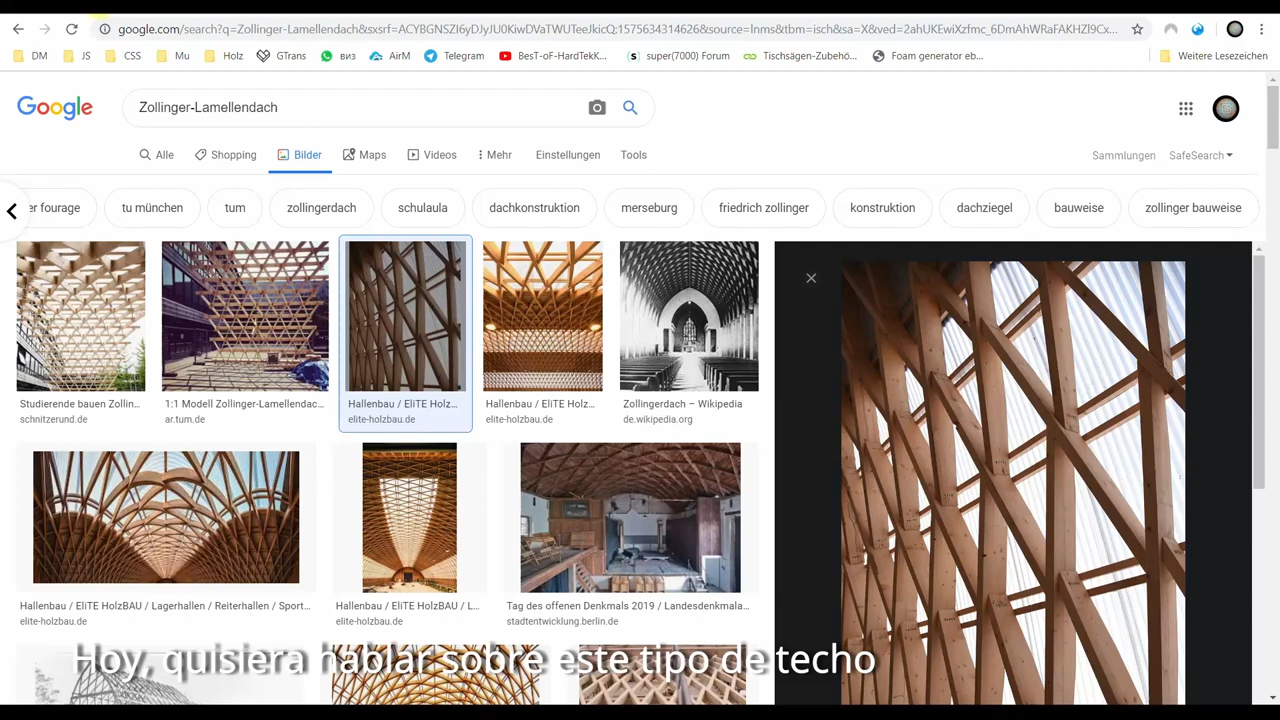 google.com/search?q=Zollinger-Lamellendach&sxsrf=ACYBGNSZI6yDJyJU0KiwDVaTWUTeeJkicQ:1575634314626&source=lnms&tbm=isch&sa=X&ved=2ahUKEwiXzfmc_6DmAhWRaFAKHZl9Cx...
DM JS CSS Mu Holz GTrans виз AirM Telegram BesT-oF-HardTekK... super(7000) Forum Tischsägen-Zubehö... Foam generator eb... Weitere Lesezeichen
Google Zollinger-Lamellendach
Alle Shopping Bilder Maps Videos Mehr Einstellungen Tools Sammlungen SafeSearch
er fourage tu münchen tum zollingerdach schulaula dachkonstruktion merseburg friedrich zollinger konstruktion dachziegel bauweise zollinger bauweise
Studierende bauen Zollin... 1:1 Modell Zollinger-Lamellendac... Hallenbau / EliTE Holz... Hallenbau / EliTE Holz... Zollingerdach – Wikipedia
schnitzerund.de ar.tum.de elite-holzbau.de elite-holzbau.de de.wikipedia.org
Hallenbau / EliTE HolzBAU / Lagerhallen / Reiterhallen / Sport... Hallenbau / EliTE HolzBAU / L... Tag des offenen Denkmals 2019 / Landesdenkmala...
elite-holzbau.de elite-holzbau.de stadtentwicklung.berlin.de
Hoy, quisiera hablar sobre este tipo de techo